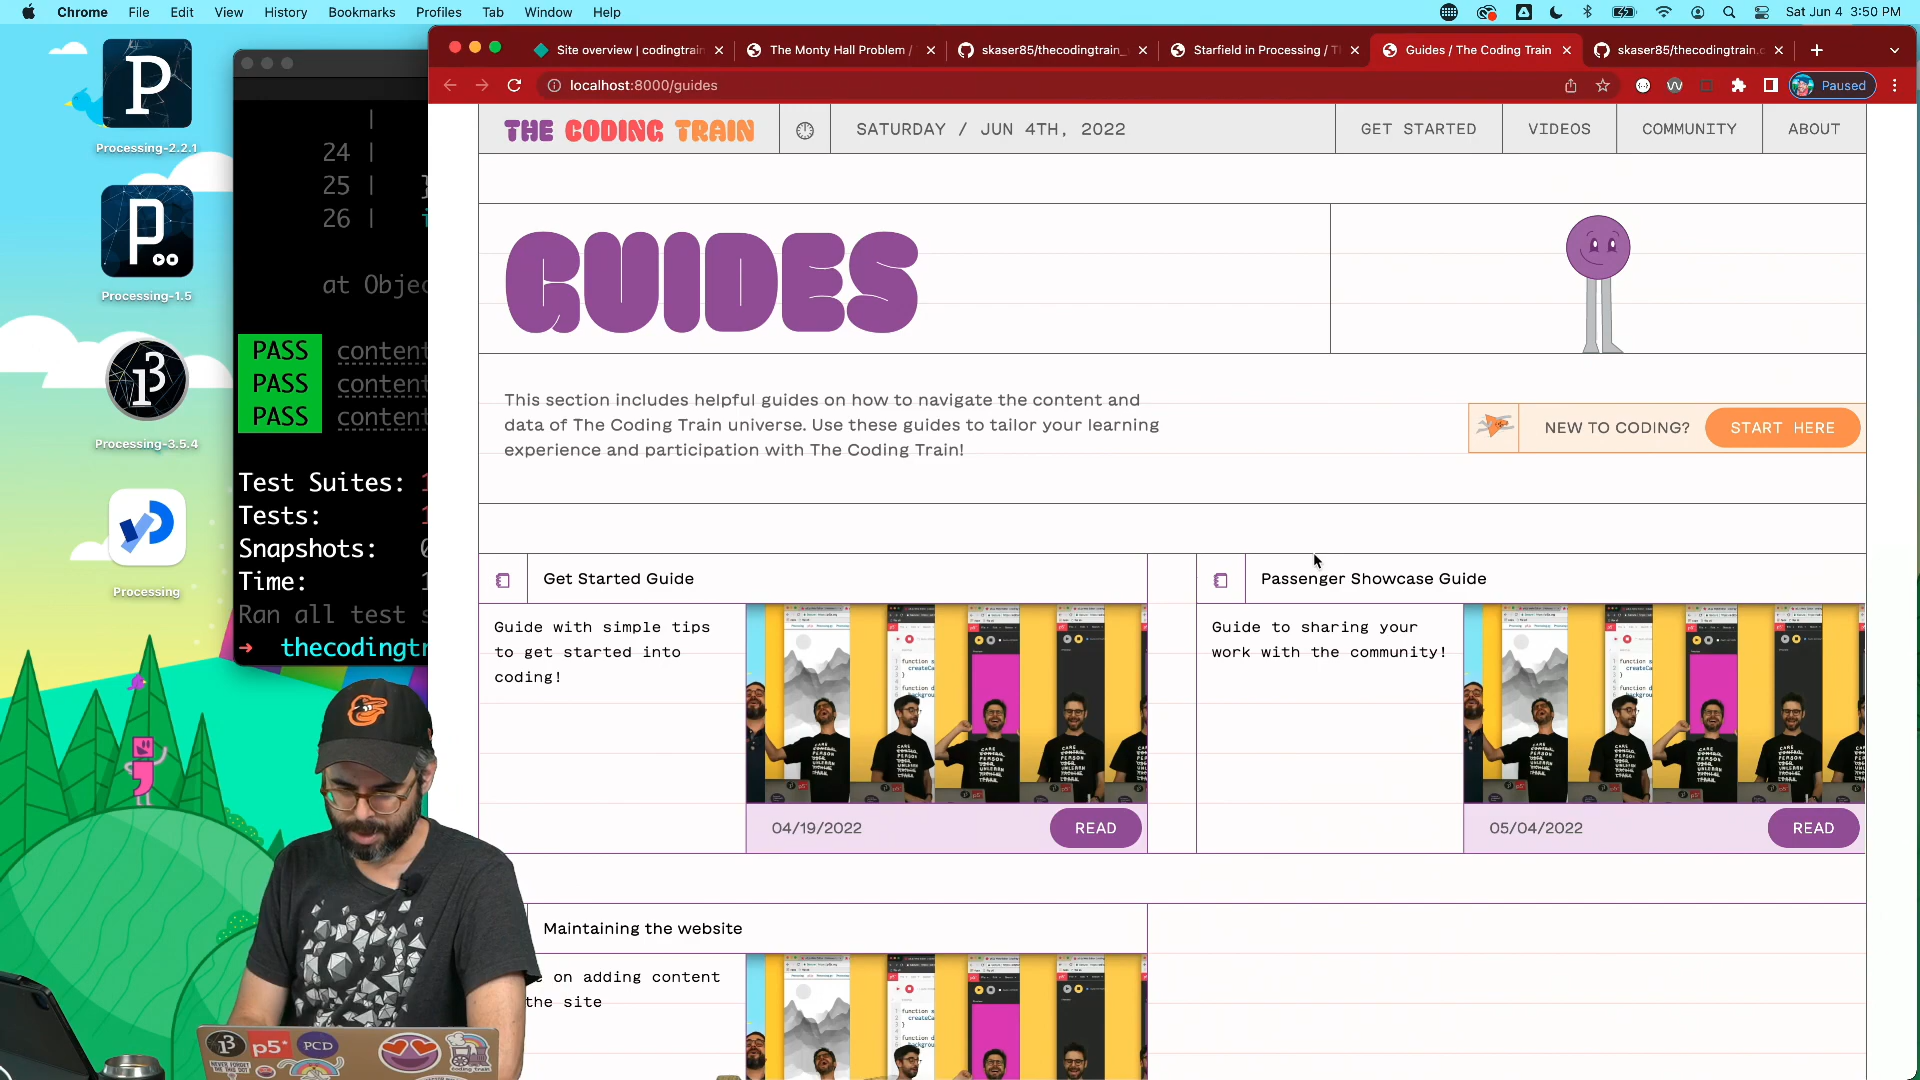 Chrome File Edit View History Bookmarks Profiles Tab Window Help
Sat Jun 4 3:50 PM
Site overview | codingtrain
The Monty Hall Problem /
skaser85/thecodingtrain
Starfield in Processing /
Guides / The Coding Train
skaser85/thecodingtrain.c
localhost:8000/guides
Paused
THE CODING TRAIN
SATURDAY / JUN 4TH, 2022
GET STARTED
VIDEOS
COMMUNITY
ABOUT
GUIDES
This section includes helpful guides on how to navigate the content and
data of The Coding Train universe. Use these guides to tailor your learning
experience and participation with The Coding Train!
NEW TO CODING?
START HERE
Get Started Guide
Guide with simple tips
to get started into
coding!
04/19/2022
READ
Passenger Showcase Guide
Guide to sharing your
work with the community!
05/04/2022
READ
Maintaining the website
on adding content
the site
Processing-2.2.1
Processing-1.5
Processing-3.5.4
Processing
24 |
25 | }
26 |
at Objec
PASS content
PASS content
PASS content
Test Suites:
Tests:
Snapshots:
Time:
Ran all test s
→ thecodingtr
p5*
PCD